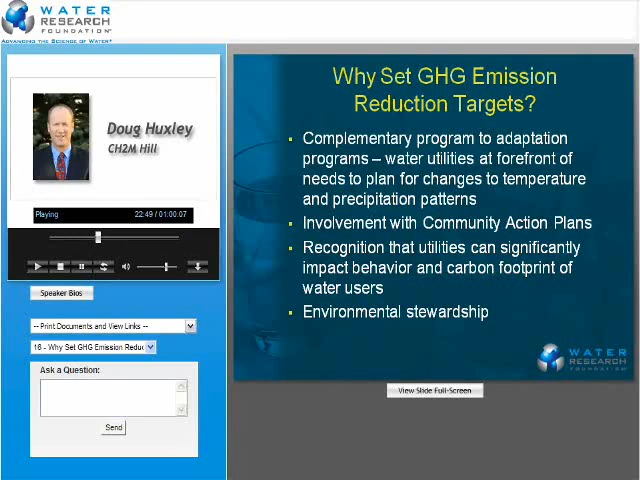 WATER
RESEARCH
FOUNDATION
ADVANCING THE SCIENCE OF WATER
Doug Huxley
CH2M Hill
Playing
22:49 / 01:00:07
Speaker Bios
-- Print Documents and View Links --
16 - Why Set GHG Emission Reduc
Ask a Question:
Send
Why Set GHG Emission
Reduction Targets?
Complementary program to adaptation
programs – water utilities at forefront of
needs to plan for changes to temperature
and precipitation patterns
Involvement with Community Action Plans
Recognition that utilities can significantly
impact behavior and carbon footprint of
water users
Environmental stewardship
WATER
RESEARCH
FOUNDATION
View Slide Full-Screen